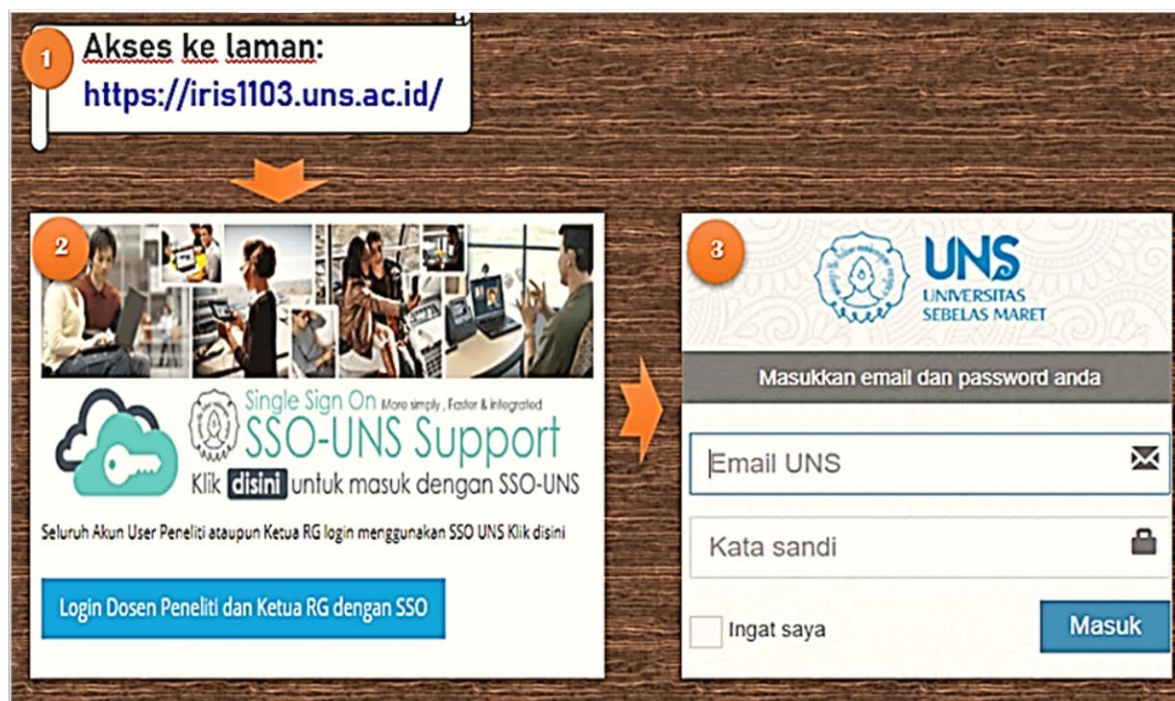 1
Akses ke laman:
https://iris1103.uns.ac.id/
2
Single Sign On More simply , Faster & integrated
SSO-UNS Support
Klik disini untuk masuk dengan SSO-UNS
Seluruh Akun User Peneliti ataupun Ketua RG login menggunakan SSO UNS Klik disini
Login Dosen Peneliti dan Ketua RG dengan SSO
3
UNS
UNIVERSITAS
SEBELAS MARET
Masukkan email dan password anda
Email UNS
Kata sandi
Ingat saya
Masuk